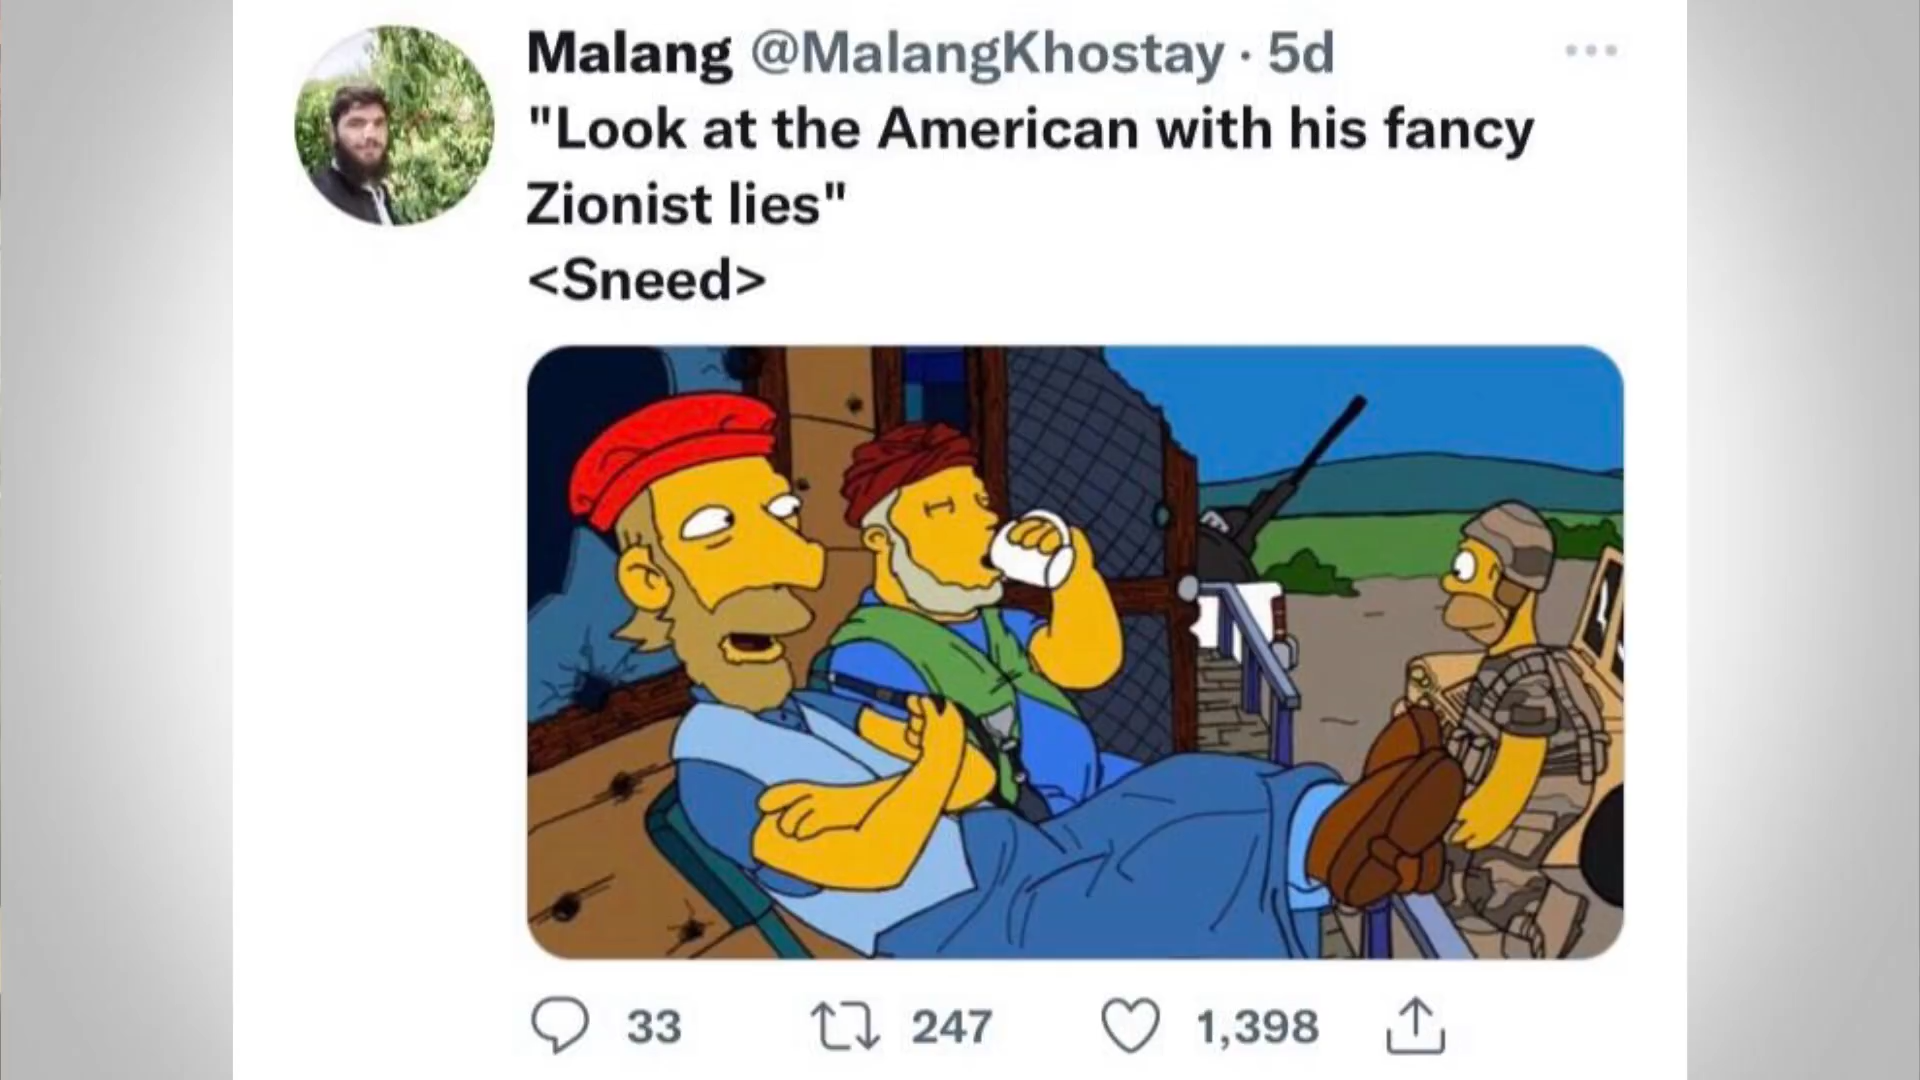 Malang @MalangKhostay · 5d
"Look at the American with his fancy
Zionist lies"
<Sneed>
33 247 1,398